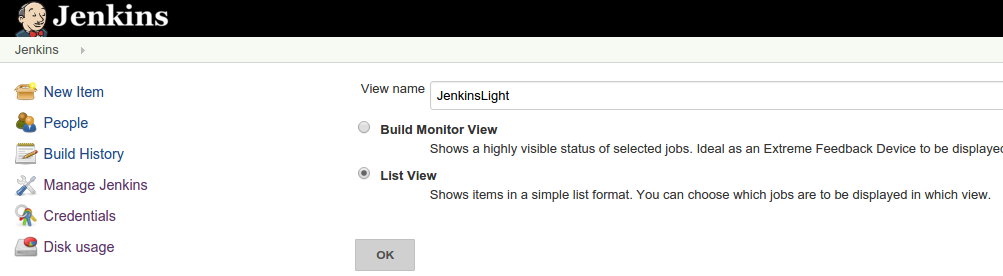 Jenkins
Jenkins
New Item
People
Build History
Manage Jenkins
Credentials
Disk usage
View name JenkinsLight
Build Monitor View
Shows a highly visible status of selected jobs. Ideal as an Extreme Feedback Device to be displayed
List View
Shows items in a simple list format. You can choose which jobs are to be displayed in which view.
OK